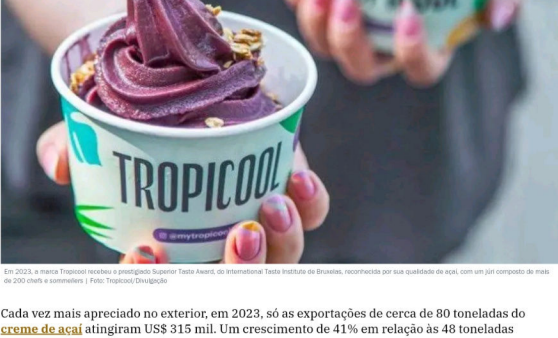 TROPICOOL
@mytropicool
Em 2023, a marca Tropicool recebeu o prestigiado Superior Taste Award, do International Taste Institute de Bruxelas, reconhecida por sua qualidade de açaí, com um júri composto de mais
de 200 chefs e sommeliers | Foto: Tropicool/Divulgação
Cada vez mais apreciado no exterior, em 2023, só as exportações de cerca de 80 toneladas do
creme de açaí atingiram US$ 315 mil. Um crescimento de 41% em relação às 48 toneladas